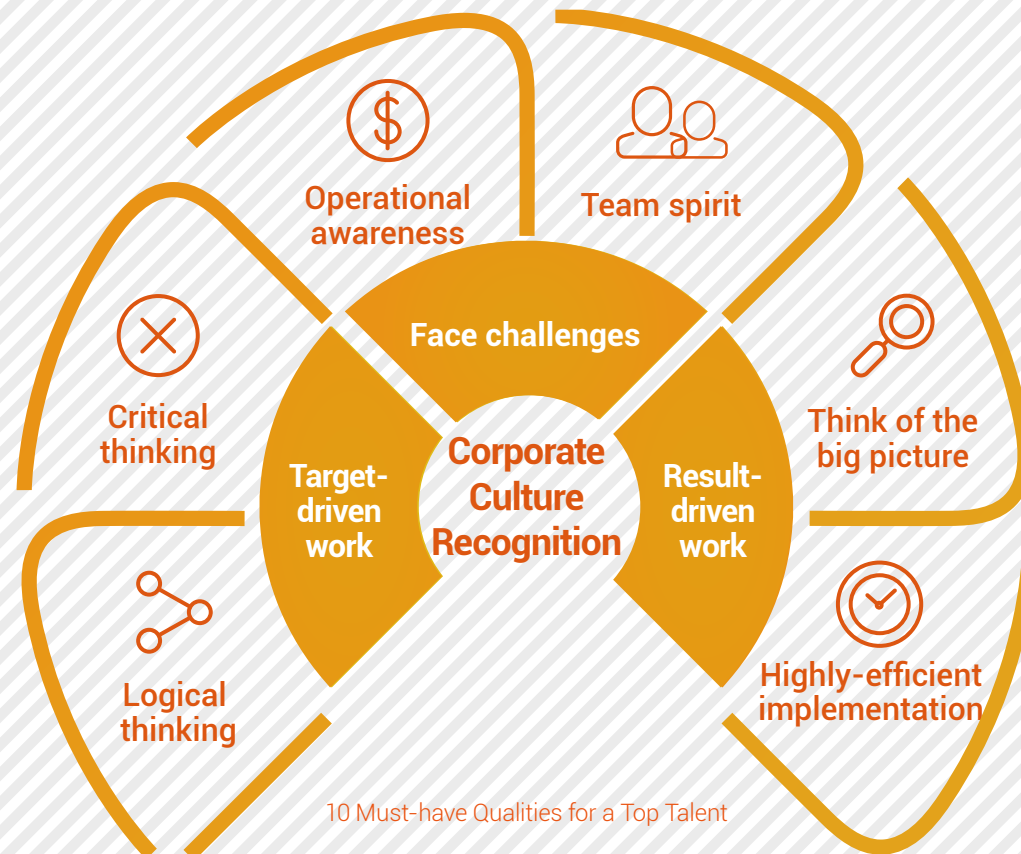 Operational
awareness
Team spirit
Face challenges
Critical
thinking
Think of the
big picture
Target-
driven
work
Corporate
Culture
Recognition
Result-
driven
work
Logical
thinking
Highly-efficient
implementation
10 Must-have Qualities for a Top Talent